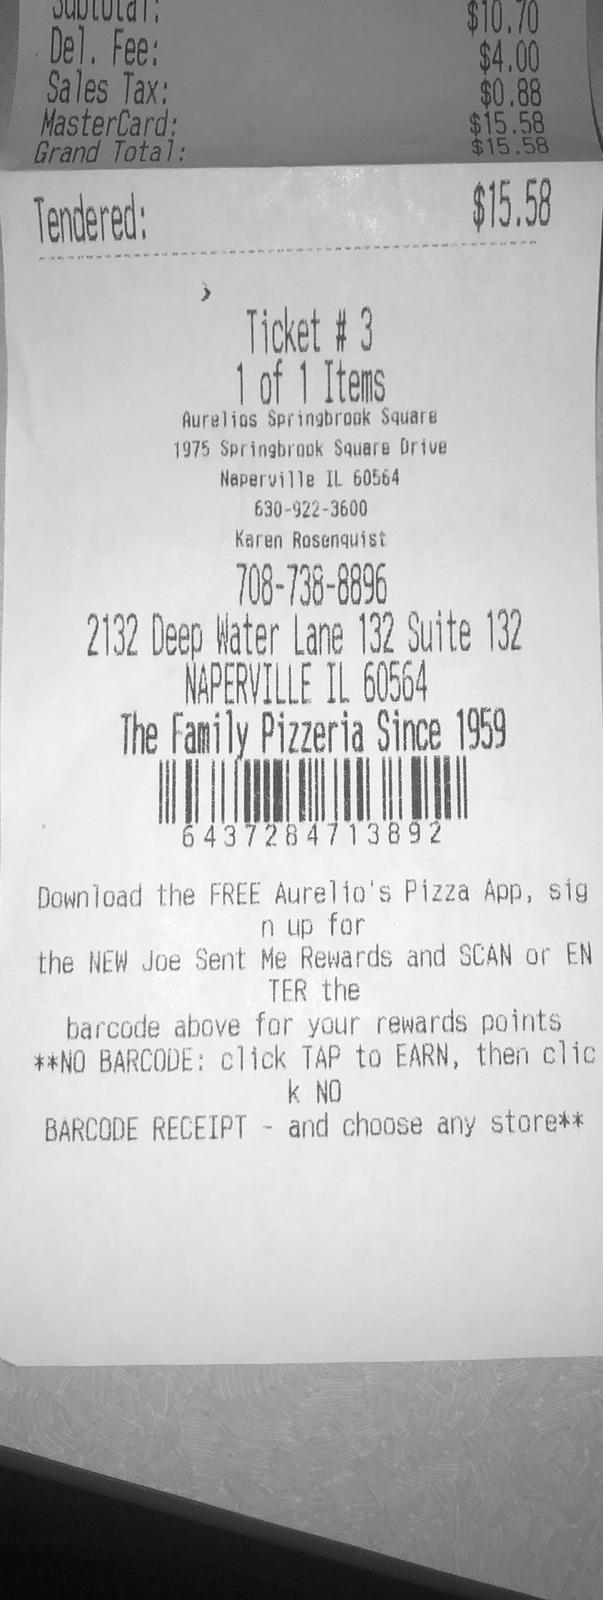 Subtotal: $10.70
Del. Fee: $4.00
Sales Tax: $0.88
MasterCard: $15.58
Grand Total: $15.58
Tendered: $15.58
Ticket # 3
1 of 1 Items
Aurelios Springbrook Square
1975 Springbrook Square Drive
Naperville IL 60564
630-922-3600
Karen Rosenquist
708-738-8896
2132 Deep Water Lane 132 Suite 132
NAPERVILLE IL 60564
The Family Pizzeria Since 1959
6437284713892
Download the FREE Aurelio's Pizza App, sig
n up for
the NEW Joe Sent Me Rewards and SCAN or EN
TER the
barcode above for your rewards points
**NO BARCODE: click TAP to EARN, then clic
k NO
BARCODE RECEIPT - and choose any store**